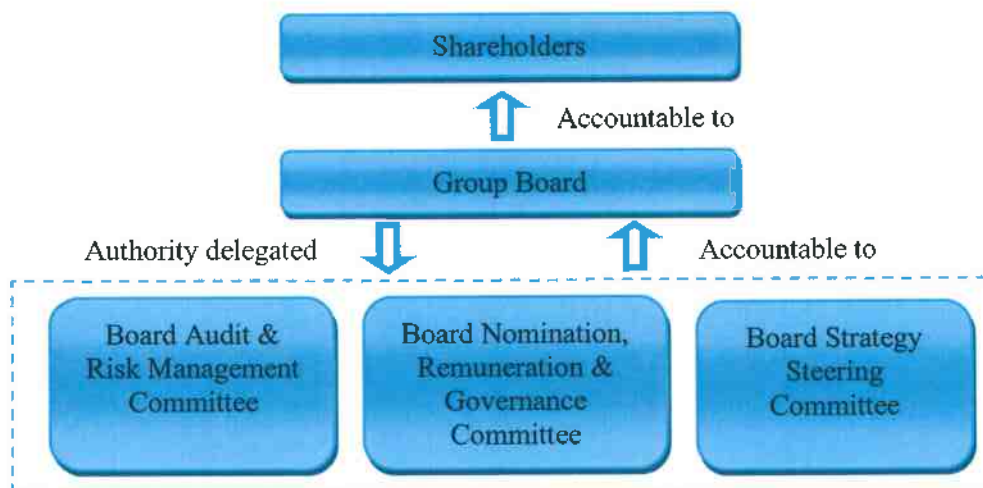 Shareholders
Accountable to
Group Board
Authority delegated
Accountable to
Board Audit &
Risk Management
Committee
Board Nomination,
Remuneration &
Governance
Committee
Board Strategy
Steering
Committee